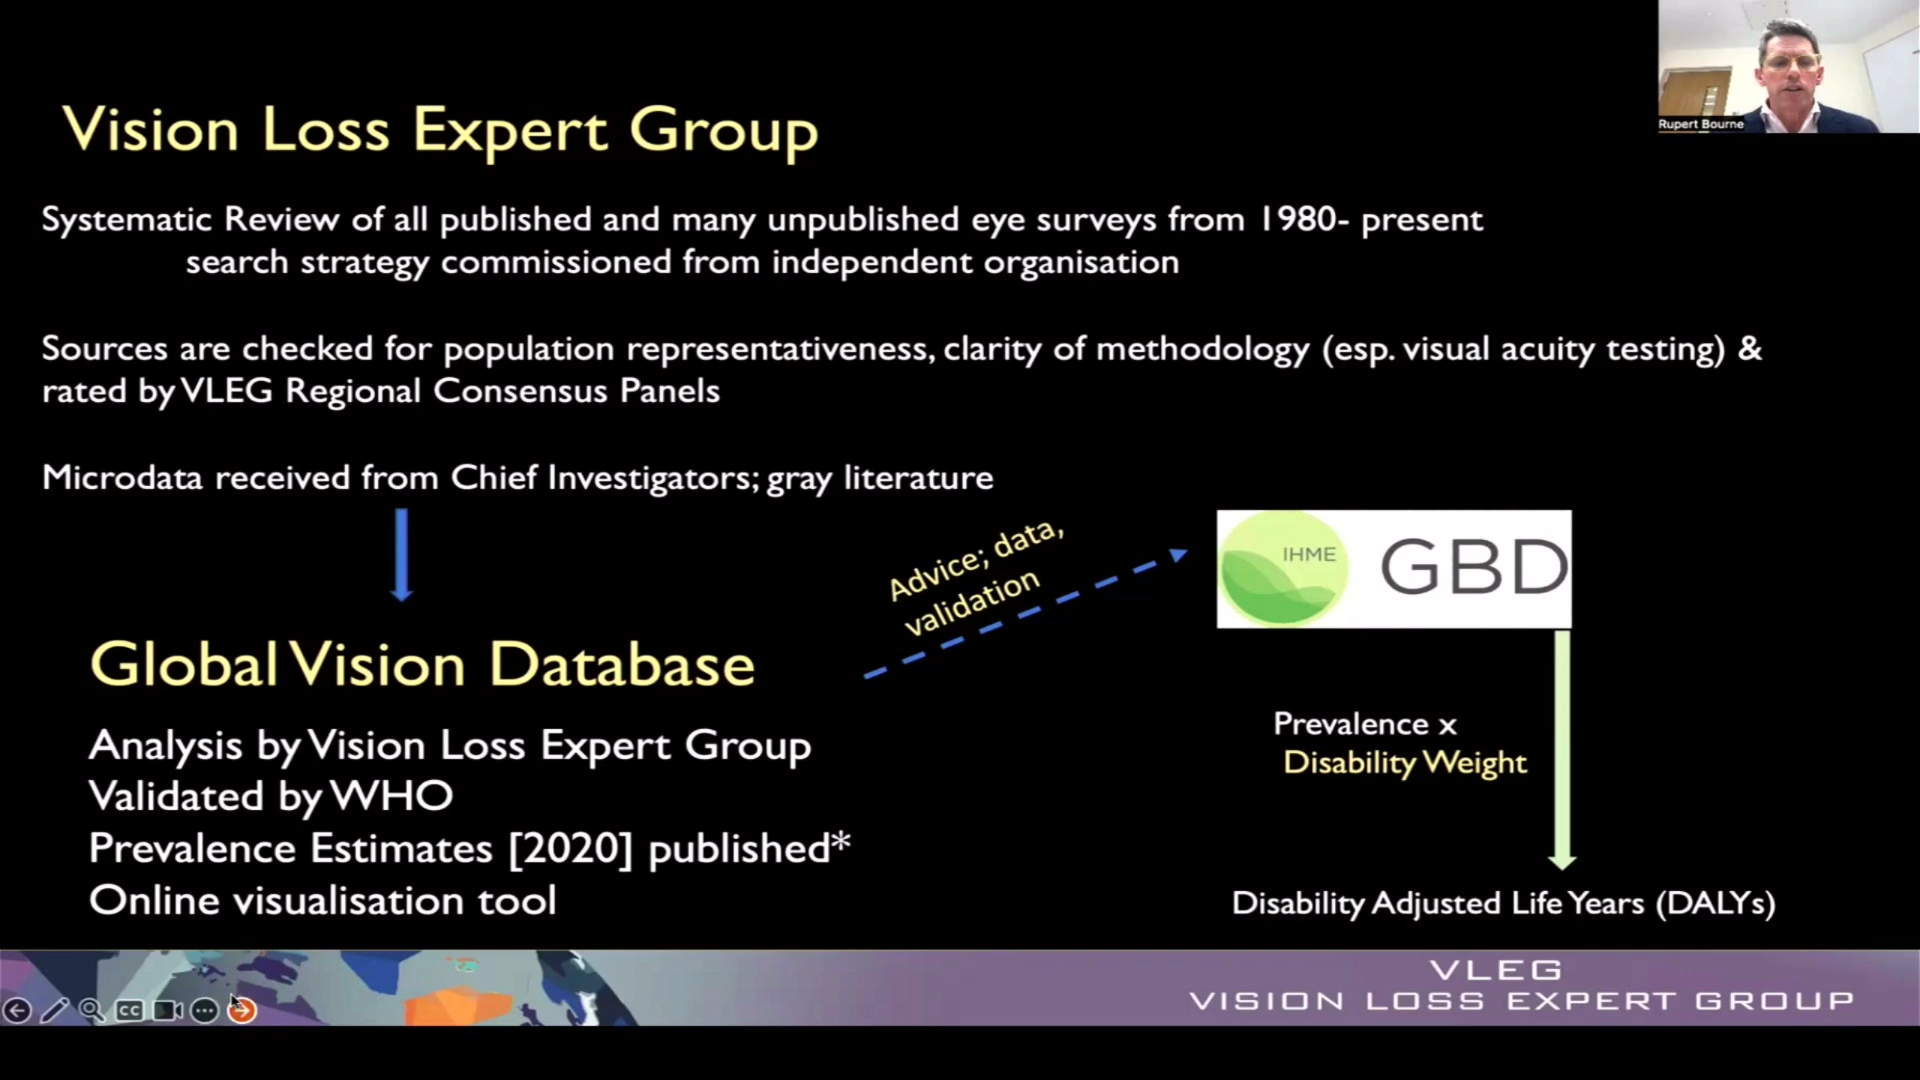 Rupert Bourne
Vision Loss Expert Group
Systematic Review of all published and many unpublished eye surveys from 1980- present
search strategy commissioned from independent organisation
Sources are checked for population representativeness, clarity of methodology (esp. visual acuity testing) &
rated by VLEG Regional Consensus Panels
Microdata received from Chief Investigators; gray literature
Advice; data,
validation
IHME
GBD
Global Vision Database
Analysis by Vision Loss Expert Group
Validated by WHO
Prevalence Estimates [2020] published*
Online visualisation tool
Prevalence x
Disability Weight
Disability Adjusted Life Years (DALYs)
VLEG
VISION LOSS EXPERT GROUP
CC